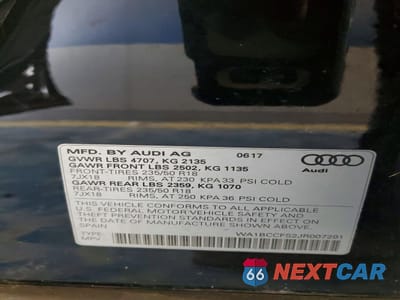 MFD. BY AUDI AG 0617
GVWR LBS 4707, KG 2135
GAWR FRONT LBS 2502, KG 1135
FRONT-TIRES 235/50 R18
7JX18 RIMS, AT 230 KPA 33 PSI COLD
GAWR REAR LBS 2359, KG 1070
REAR-TIRES 235/50 R18
7JX18 RIMS, AT 250 KPA 36 PSI COLD
Audi
THIS VEHICLE CONFORMS TO ALL APPLICABLE
FEDERAL MOTOR VEHICLE SAFETY,
BUMPER, AND THEFT PREVENTION STANDARDS
IN EFFECT ON THE DATE OF MANUFACTURE
SHOWN ABOVE.
SPAIN
TYPE: MPV WA1BCCFS2JR007201
66 NEXTCAR